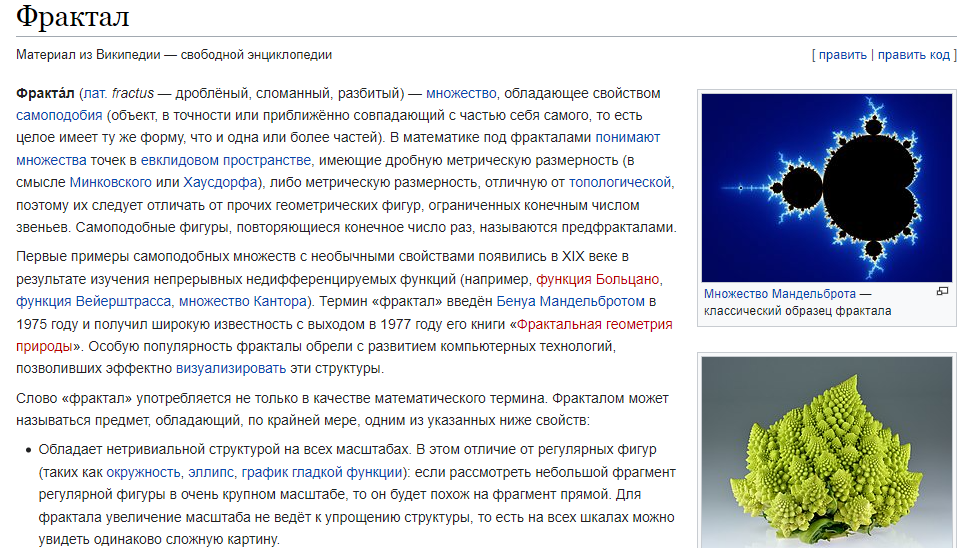 Фрактал
Материал из Википедии — свободной энциклопедии
[ править | править код ]
Фракта́л (лат. fractus — дроблёный, сломанный, разбитый) — множество, обладающее свойством
самоподобия (объект, в точности или приближённо совпадающий с частью себя самого, то есть
целое имеет ту же форму, что и одна или более частей). В математике под фракталами понимают
множества точек в евклидовом пространстве, имеющие дробную метрическую размерность (в
смысле Минковского или Хаусдорфа), либо метрическую размерность, отличную от топологической,
поэтому их следует отличать от прочих геометрических фигур, ограниченных конечным числом
звеньев. Самоподобные фигуры, повторяющиеся конечное число раз, называются предфракталами.
Первые примеры самоподобных множеств с необычными свойствами появились в XIX веке в
результате изучения непрерывных недифференцируемых функций (например, функция Больцано,
функция Вейерштрасса, множество Кантора). Термин «фрактал» введён Бенуа Мандельбротом в
1975 году и получил широкую известность с выходом в 1977 году его книги «Фрактальная геометрия
природы». Особую популярность фракталы обрели с развитием компьютерных технологий,
позволивших эффектно визуализировать эти структуры.
Слово «фрактал» употребляется не только в качестве математического термина. Фракталом может
называться предмет, обладающий, по крайней мере, одним из указанных ниже свойств:
• Обладает нетривиальной структурой на всех масштабах. В этом отличие от регулярных фигур
(таких как окружность, эллипс, график гладкой функции): если рассмотреть небольшой фрагмент
регулярной фигуры в очень крупном масштабе, то он будет похож на фрагмент прямой. Для
фрактала увеличение масштаба не ведёт к упрощению структуры, то есть на всех шкалах можно
увидеть одинаково сложную картину.
Множество Мандельброта —
классический образец фрактала